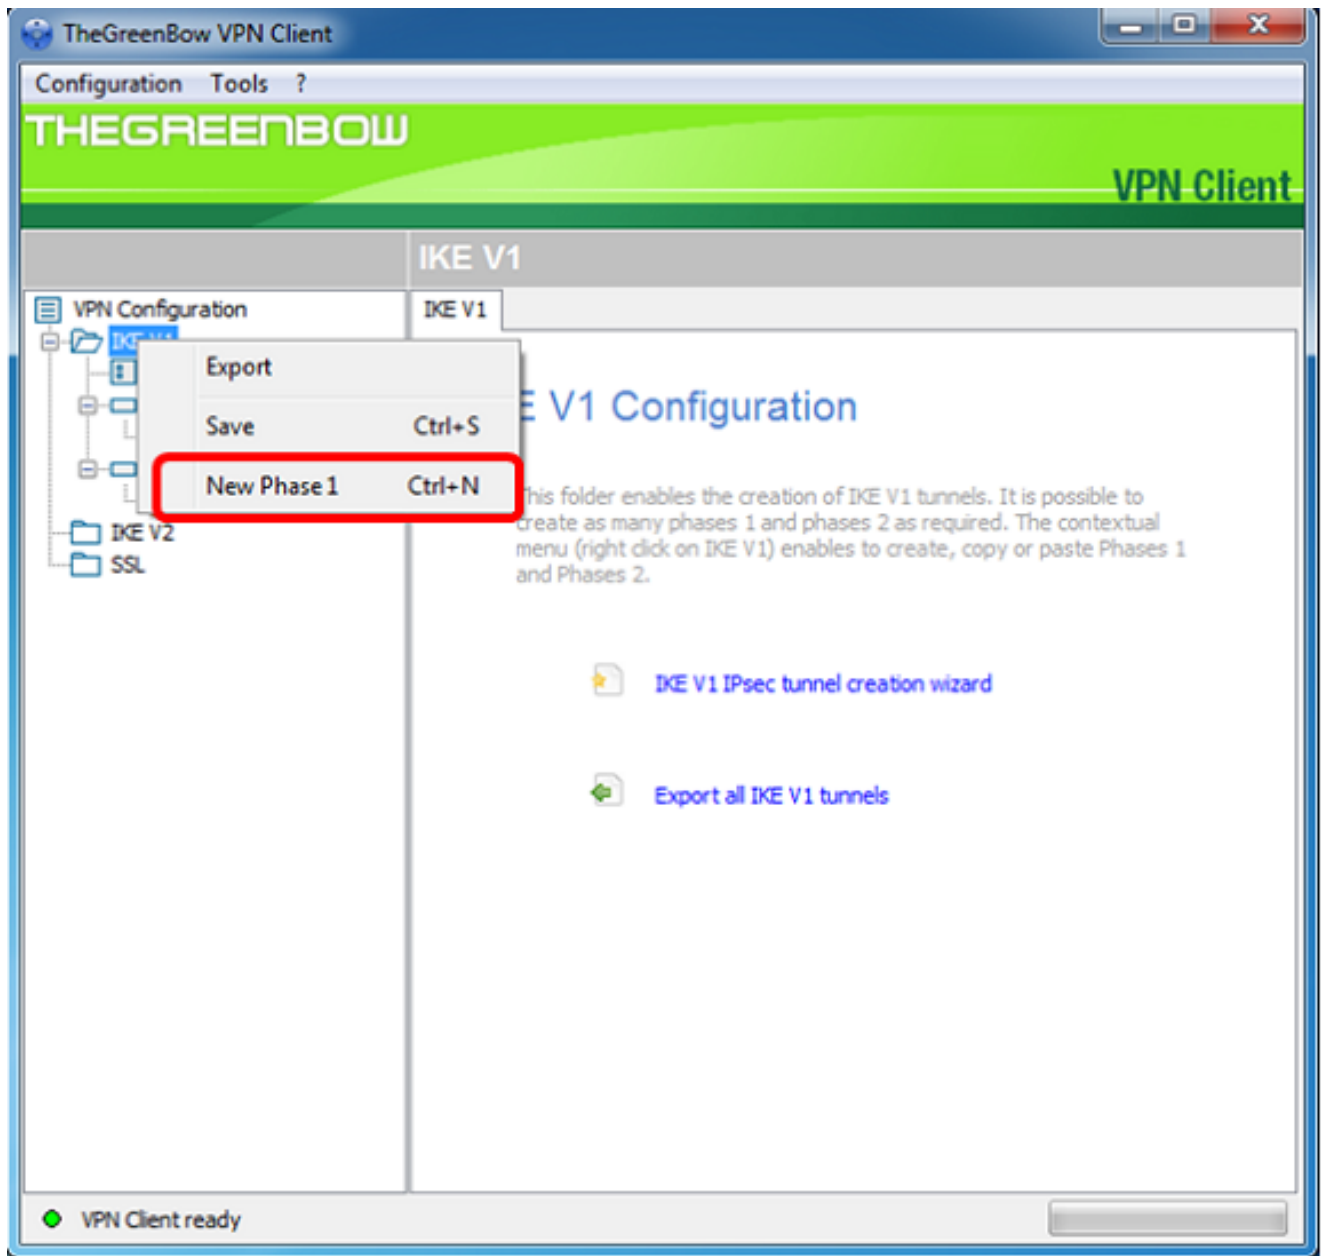 TheGreenBow VPN Client
Configuration Tools ?
THEGREENBOW
VPN Client
IKE V1
VPN Configuration
IKE V1
IKE V1
Export
Save Ctrl+S
New Phase 1 Ctrl+N
IKE V2
SSL
E V1 Configuration
This folder enables the creation of IKE V1 tunnels. It is possible to
create as many phases 1 and phases 2 as required. The contextual
menu (right click on IKE V1) enables to create, copy or paste Phases 1
and Phases 2.
IKE V1 IPsec tunnel creation wizard
Export all IKE V1 tunnels
VPN Client ready